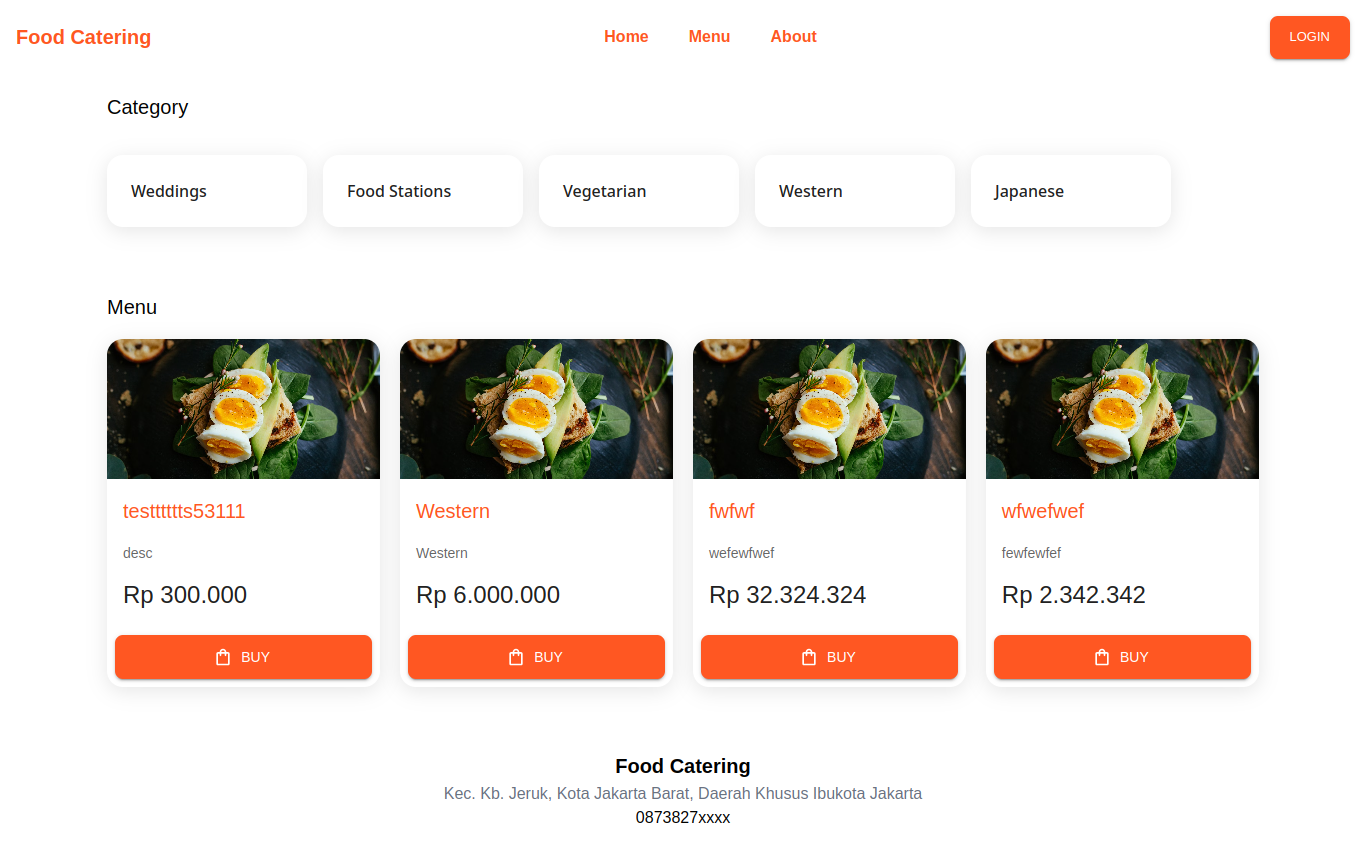 Food Catering
Home Menu About
LOGIN
Category
Weddings
Food Stations
Vegetarian
Western
Japanese
Menu
testttttts53111
desc
Rp 300.000
BUY
Western
Western
Rp 6.000.000
BUY
fwfwf
wefewfwef
Rp 32.324.324
BUY
wfwefwef
fewfewfef
Rp 2.342.342
BUY
Food Catering
Kec. Kb. Jeruk, Kota Jakarta Barat, Daerah Khusus Ibukota Jakarta
0873827xxxx